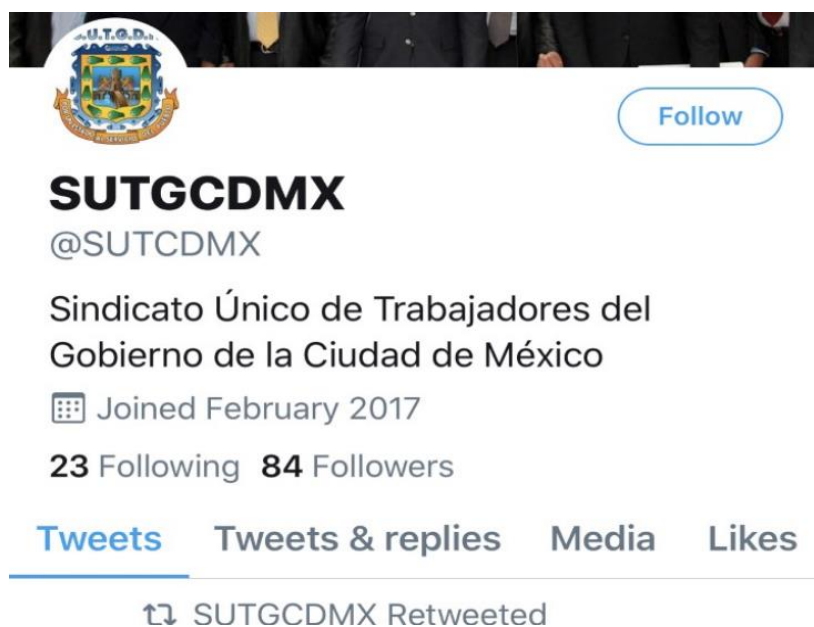 S.U.T.G.D.F.
Follow
SUTGCDMX
@SUTCDMX
Sindicato Único de Trabajadores del
Gobierno de la Ciudad de México
Joined February 2017
23 Following 84 Followers
Tweets Tweets & replies Media Likes
SUTGCDMX Retweeted